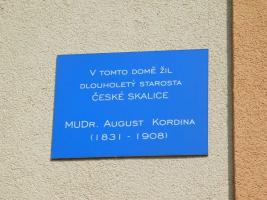 V TOMTO DOMĚ ŽIL
DLOUHOLETÝ STAROSTA
ČESKÉ SKALICE
MUDR. AUGUST KORDINA
(1831 - 1908)